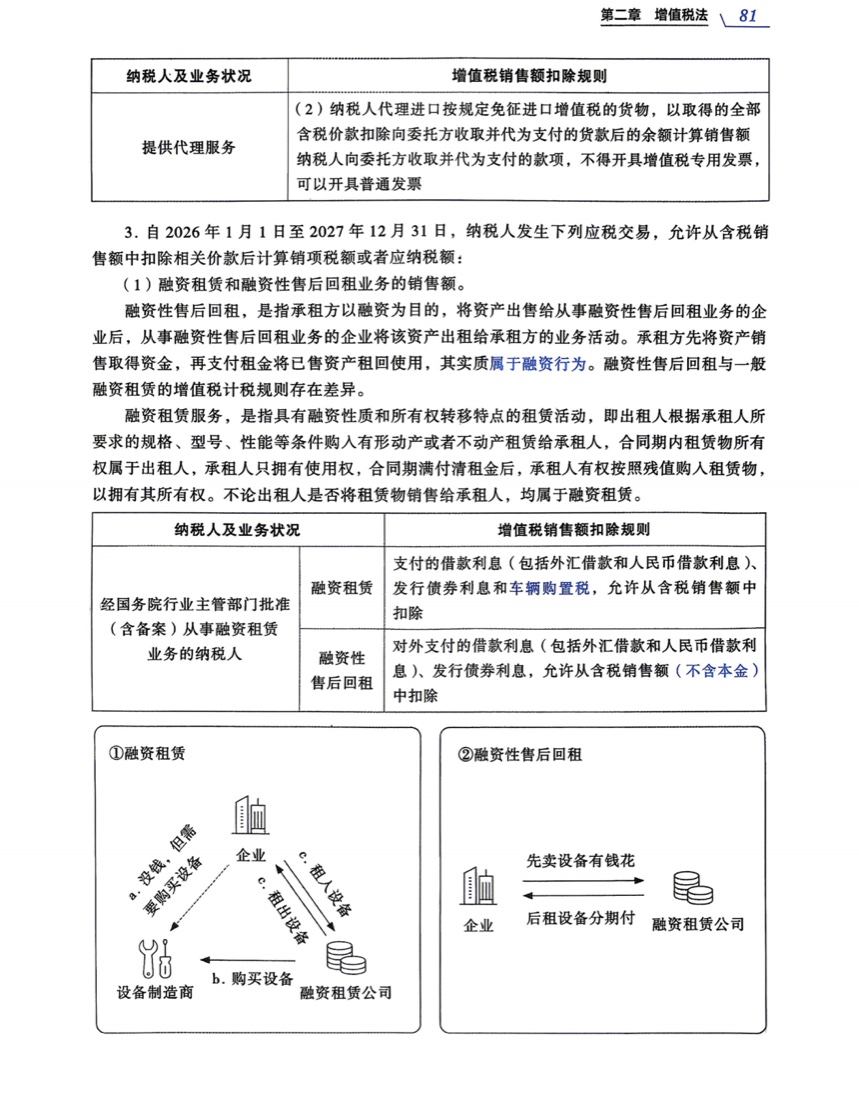 第二章 增值税法 81
纳税人及业务状况 增值税销售额扣除规则
提供代理服务
（2）纳税人代理进口按规定免征进口增值税的货物，以取得的全部
含税价款扣除向委托方收取并代为支付的货款后的余额计算销售额
纳税人向委托方收取并代为支付的款项，不得开具增值税专用发票，
可以开具普通发票
3. 自 2026 年 1 月 1 日至 2027 年 12 月 31 日，纳税人发生下列应税交易，允许从含税销
售额中扣除相关价款后计算销项税额或者应纳税额：
（1）融资租赁和融资性售后回租业务的销售额。
融资性售后回租，是指承租方以融资为目的，将资产出售给从事融资性售后回租业务的企
业后，从事融资性售后回租业务的企业将该资产出租给承租方的业务活动。承租方先将资产销
售取得资金，再支付租金将已售资产租回使用，其实质属于融资行为。融资性售后回租与一般
融资租赁的增值税计税规则存在差异。
融资租赁服务，是指具有融资性质和所有权转移特点的租赁活动，即出租人根据承租人所
要求的规格、型号、性能等条件购入有形动产或者不动产租赁给承租人，合同期内租赁物所有
权属于出租人，承租人只拥有使用权，合同期满付清租金后，承租人有权按照残值购入租赁物，
以拥有其所有权。不论出租人是否将租赁物销售给承租人，均属于融资租赁。
纳税人及业务状况 增值税销售额扣除规则
经国务院行业主管部门批准
（含备案）从事融资租赁
业务的纳税人
融资租赁
支付的借款利息（包括外汇借款和人民币借款利息）、
发行债券利息和车辆购置税，允许从含税销售额中
扣除
融资性
售后回租
对外支付的借款利息（包括外汇借款和人民币借款利
息）、发行债券利息，允许从含税销售额（不含本金）
中扣除
①融资租赁
企业
a. 没钱，但需
要购买设备
c. 租入设备
c. 租出设备
b. 购买设备
设备制造商
融资租赁公司
②融资性售后回租
先卖设备有钱花
后租设备分期付
企业
融资租赁公司